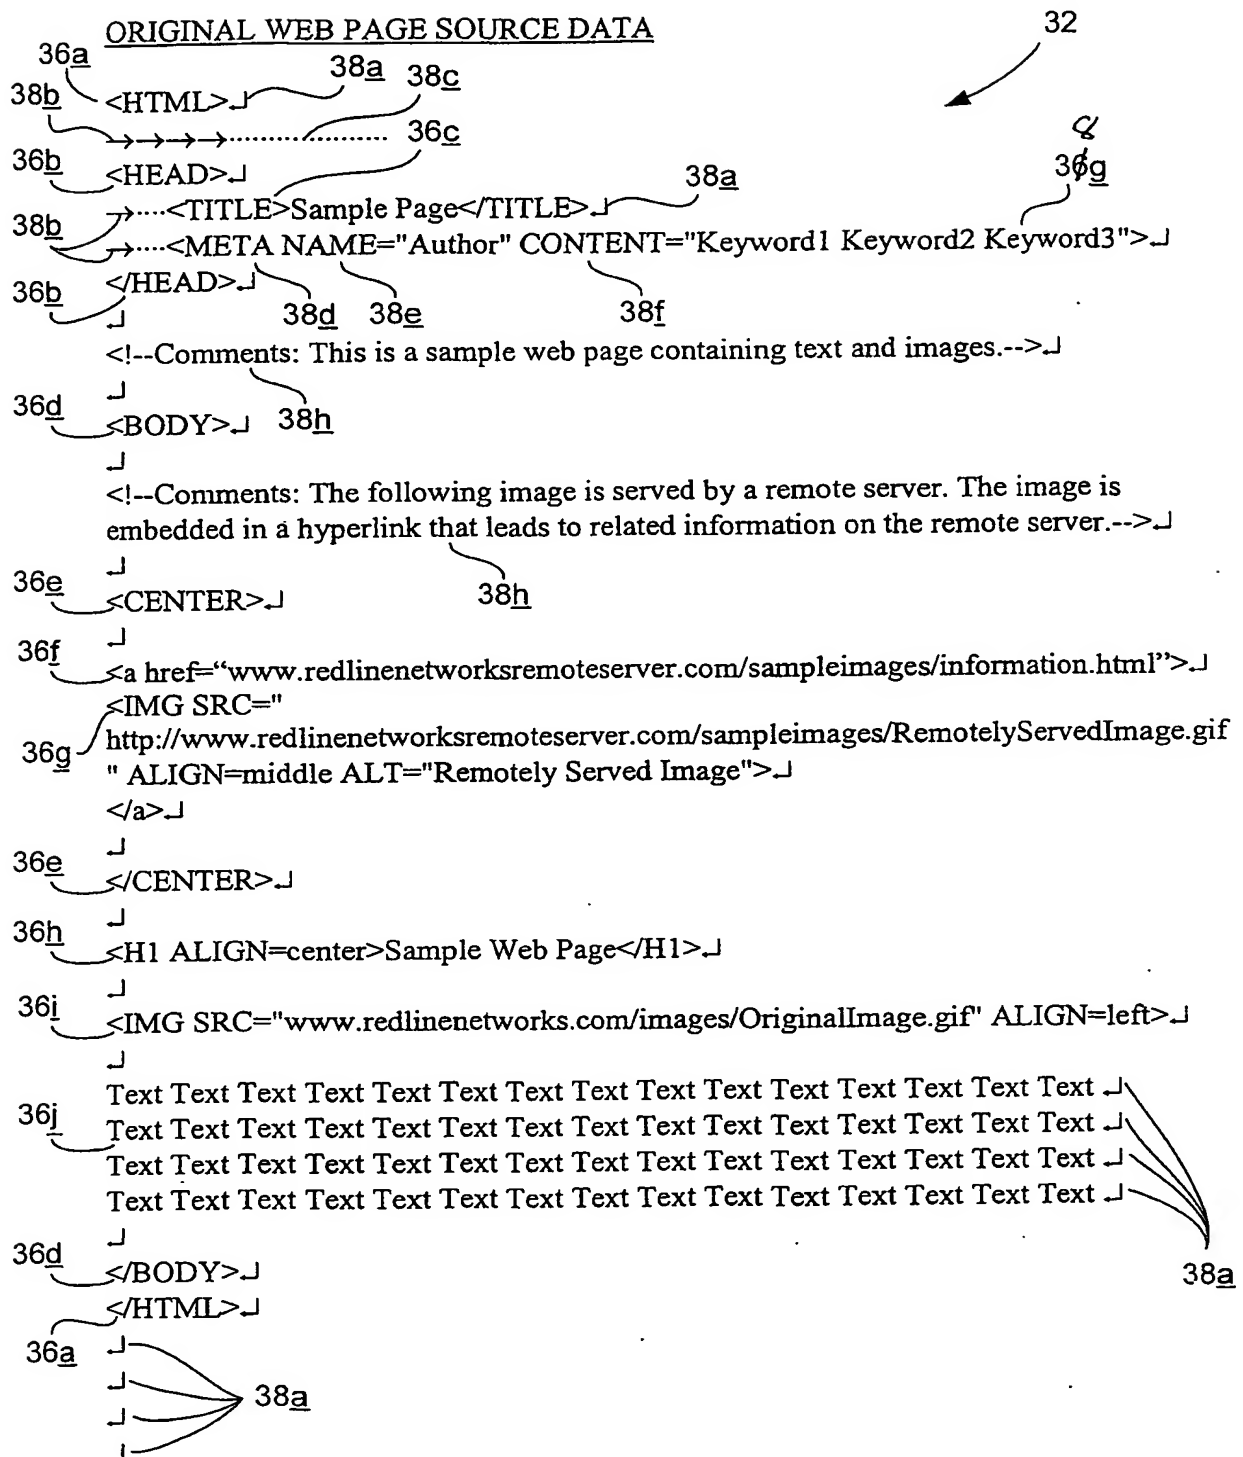 ORIGINAL WEB PAGE SOURCE DATA
32
36a
38a
38c
38b
<HTML>↵
→→→→························
36c
8
36g
36b
<HEAD>↵
38a
38b
→····<TITLE>Sample Page</TITLE>↵
→····<META NAME="Author" CONTENT="Keyword1 Keyword2 Keyword3">↵
36b
</HEAD>↵
38d
38e
38f
↵
<!--Comments: This is a sample web page containing text and images.-->↵
↵
36d
<BODY>↵
38h
↵
<!--Comments: The following image is served by a remote server. The image is
embedded in a hyperlink that leads to related information on the remote server.-->↵
↵
36e
<CENTER>↵
38h
↵
36f
<a href=“www.redlinenetworksremoteserver.com/sampleimages/information.html”>↵
<IMG SRC="
36g
http://www.redlinenetworksremoteserver.com/sampleimages/RemotelyServedImage.gif
" ALIGN=middle ALT="Remotely Served Image">↵
</a>↵
↵
36e
</CENTER>↵
↵
36h
<H1 ALIGN=center>Sample Web Page</H1>↵
↵
36i
<IMG SRC="www.redlinenetworks.com/images/OriginalImage.gif" ALIGN=left>↵
↵
Text Text Text Text Text Text Text Text Text Text Text Text Text Text Text ↵
36j
Text Text Text Text Text Text Text Text Text Text Text Text Text Text Text ↵
Text Text Text Text Text Text Text Text Text Text Text Text Text Text Text ↵
Text Text Text Text Text Text Text Text Text Text Text Text Text Text Text ↵
↵
36d
</BODY>↵
38a
</HTML>↵
36a
↵
↵
38a
↵
↵